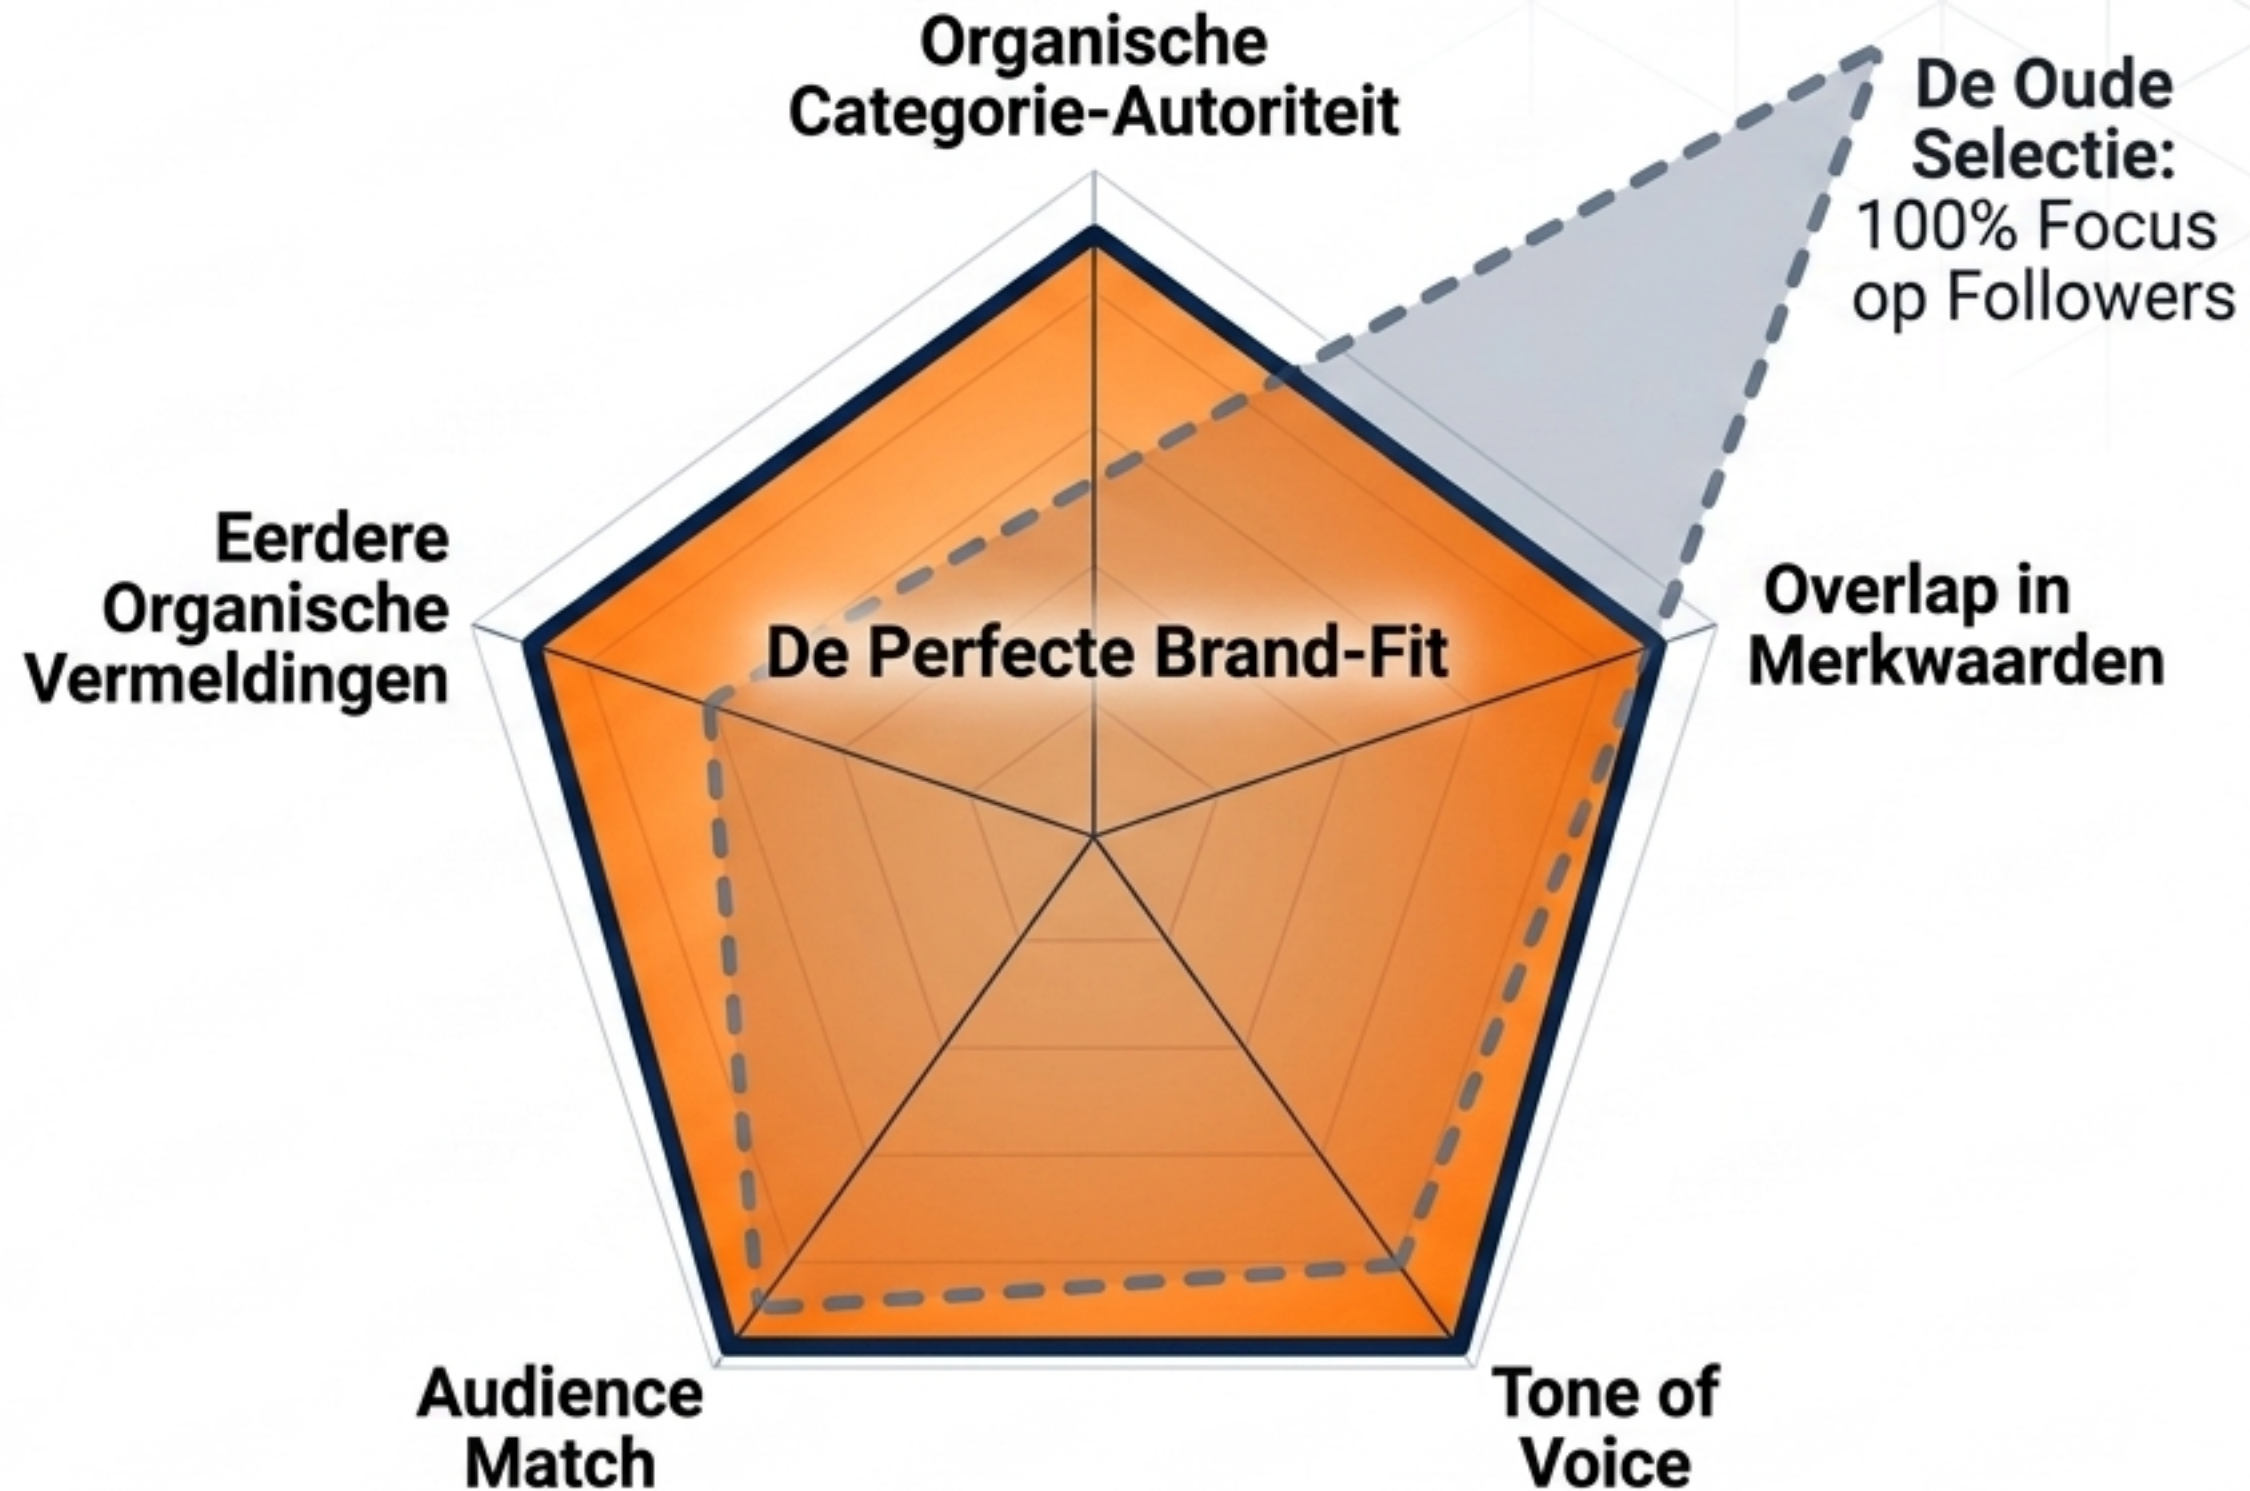 Organische
Categorie-Autoriteit
De Oude
Selectie:
100% Focus
op Followers
Eerdere
Organische
Vermeldingen
De Perfecte Brand-Fit
Overlap in
Merkwaarden
Audience
Match
Tone of
Voice